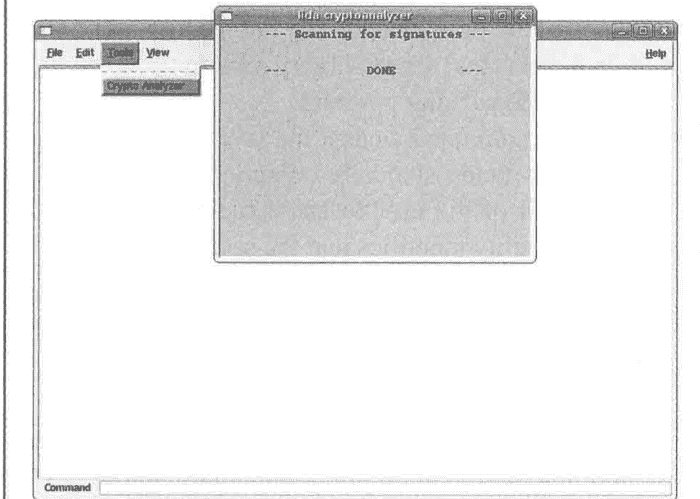 lida cryptoanalyzer
--- Scanning for signatures ---
--- DONE ---
File Edit Tools View Help
Crypto Analyzer
Command